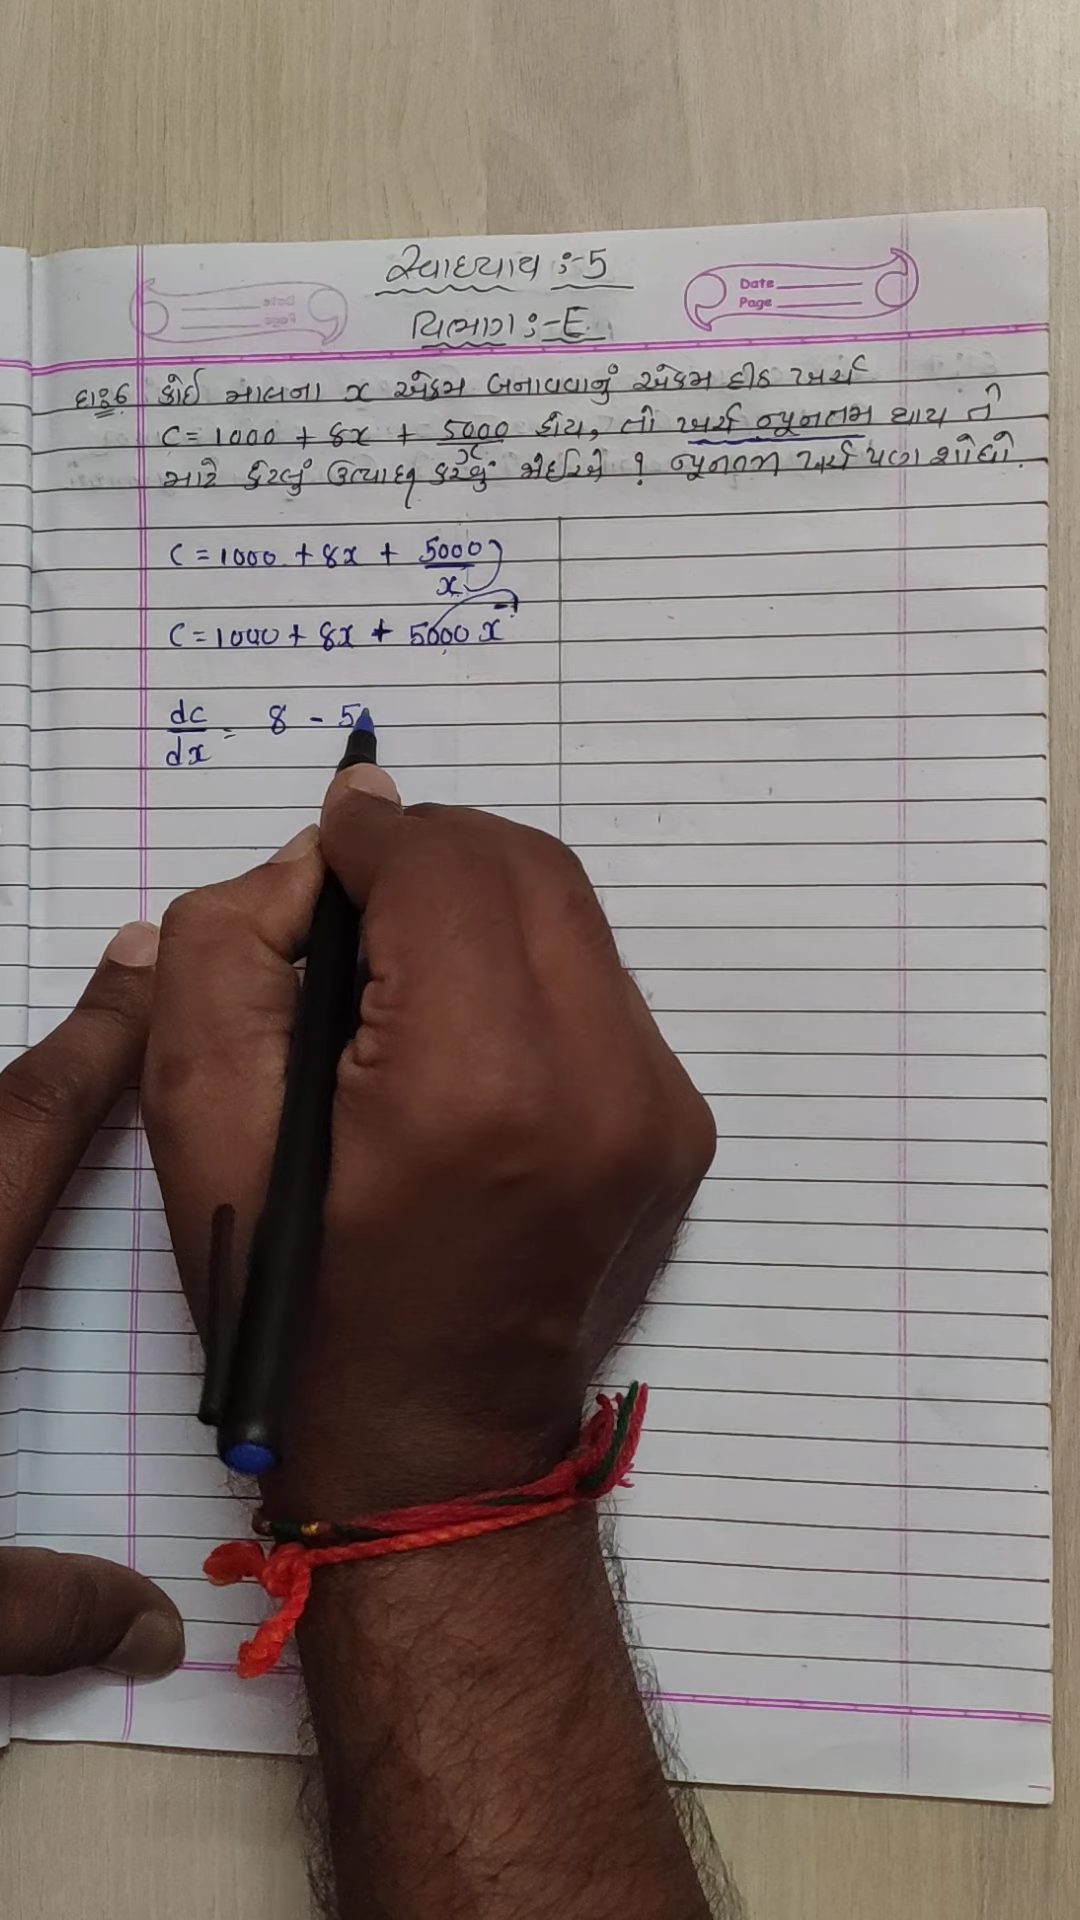 સ્વાધ્યાય :- 5
વિભાગ :- E
Date
Page
દા.૩6 કોઈ માલના x એકમ બનાવવાનું એકમ દીઠ ખર્ચ
C = 1000 + 8x + 5000/x હોય, તો ખર્ચ ન્યૂનતમ થાય તે
માટે કેટલું ઉત્પાદન કરવું જોઈએ ? ન્યૂનતમ ખર્ચ પણ શોધો.
C = 1000 + 8x + 5000/x
C = 1000 + 8x + 5000 x⁻¹
dc/dx = 8 - 5